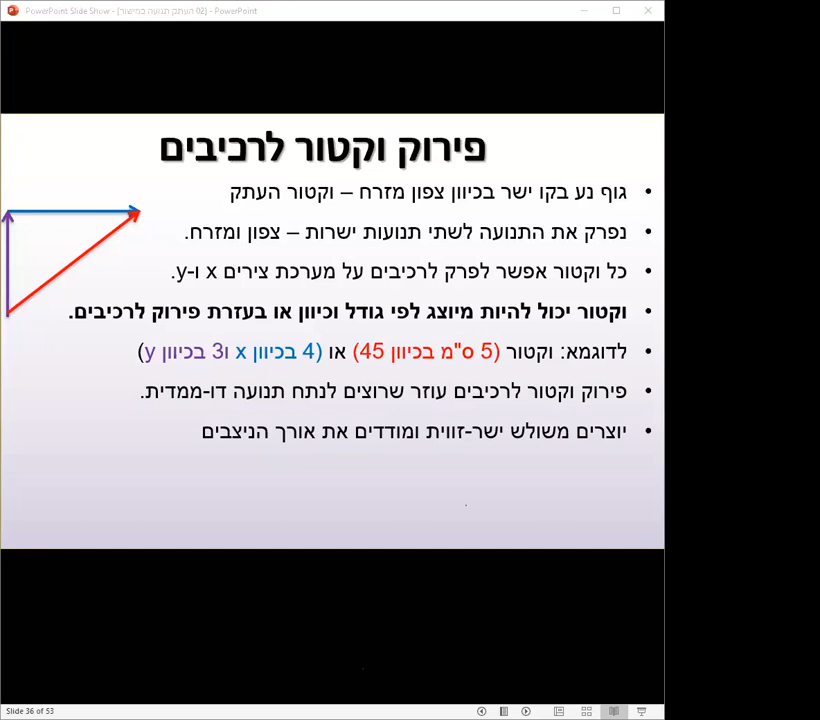 PowerPoint Slide Show - [02 העתק תנועה במישור] - PowerPoint
פירוק וקטור לרכיבים
• גוף נע בקו ישר בכיוון צפון מזרח – וקטור העתק
• נפרק את התנועה לשתי תנועות ישרות – צפון ומזרח.
• כל וקטור אפשר לפרק לרכיבים על מערכת צירים x ו-y.
• וקטור יכול להיות מיוצג לפי גודל וכיוון או בעזרת פירוק לרכיבים.
• לדוגמא: וקטור (5 ס"מ בכיוון 45) או (4 בכיוון x ו3 בכיוון y)
• פירוק וקטור לרכיבים עוזר שרוצים לנתח תנועה דו-ממדית.
• יוצרים משולש ישר-זווית ומודדים את אורך הניצבים
Slide 36 of 53